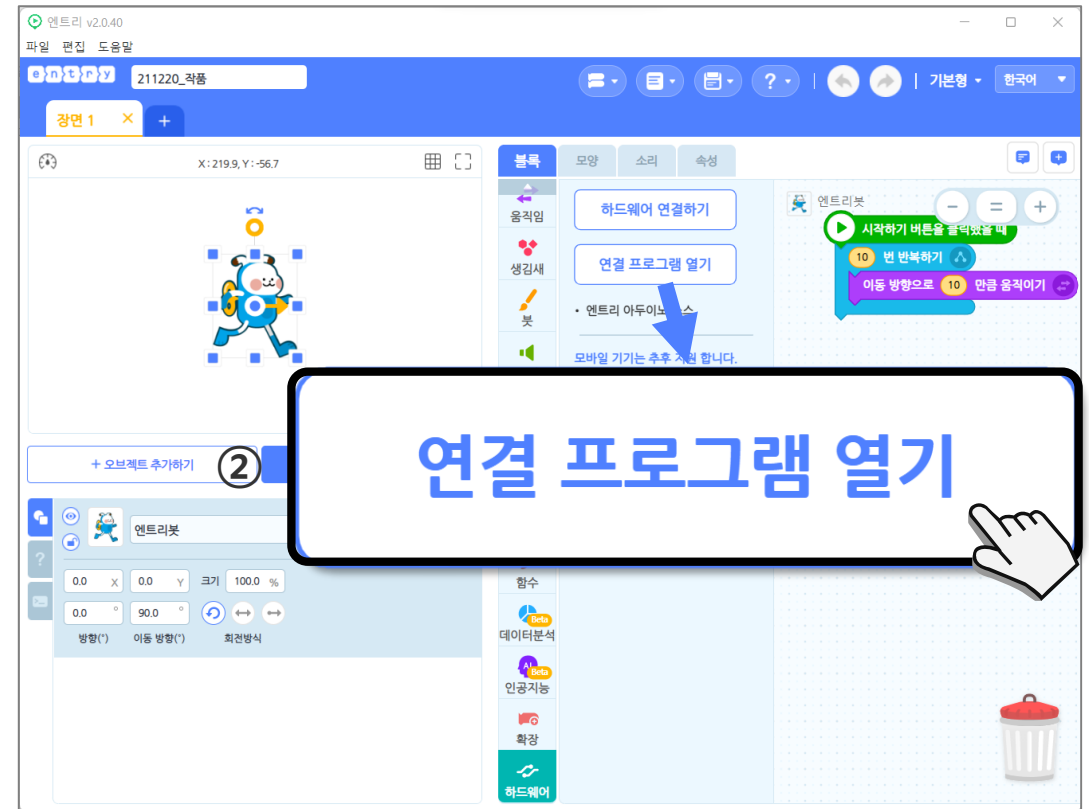 엔트리 v2.0.40
파일 편집 도움말
entry 211220_작품 ? 기본형 한국어
장면 1 × +
X : 219.9, Y : -56.7
블록 모양 소리 속성
움직임
생김새
붓
하드웨어 연결하기
연결 프로그램 열기
• 엔트리 아두이노
모바일 기기는 추후 지원 합니다.
엔트리봇
시작하기 버튼을 클릭했을 때
10 번 반복하기
이동 방향으로 10 만큼 움직이기
+ 오브젝트 추가하기
②
연결 프로그램 열기
엔트리봇
?
0.0 X 0.0 Y 크기 100.0 %
0.0 ° 90.0 °
방향(°) 이동 방향(°) 회전방식
함수
Beta
데이터분석
AI Beta
인공지능
확장
하드웨어